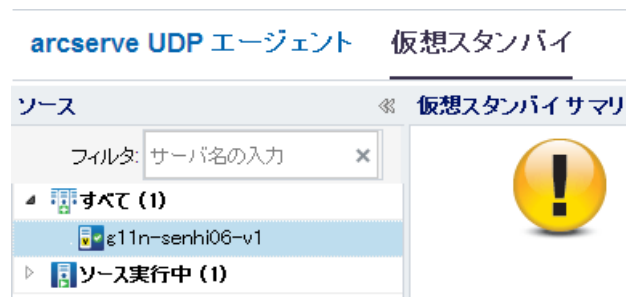 arcserve UDP エージェント 仮想スタンバイ
ソース
仮想スタンバイ サマリ
フィルタ: サーバ名の入力
すべて (1)
g11n-senhi06-v1
ソース実行中 (1)